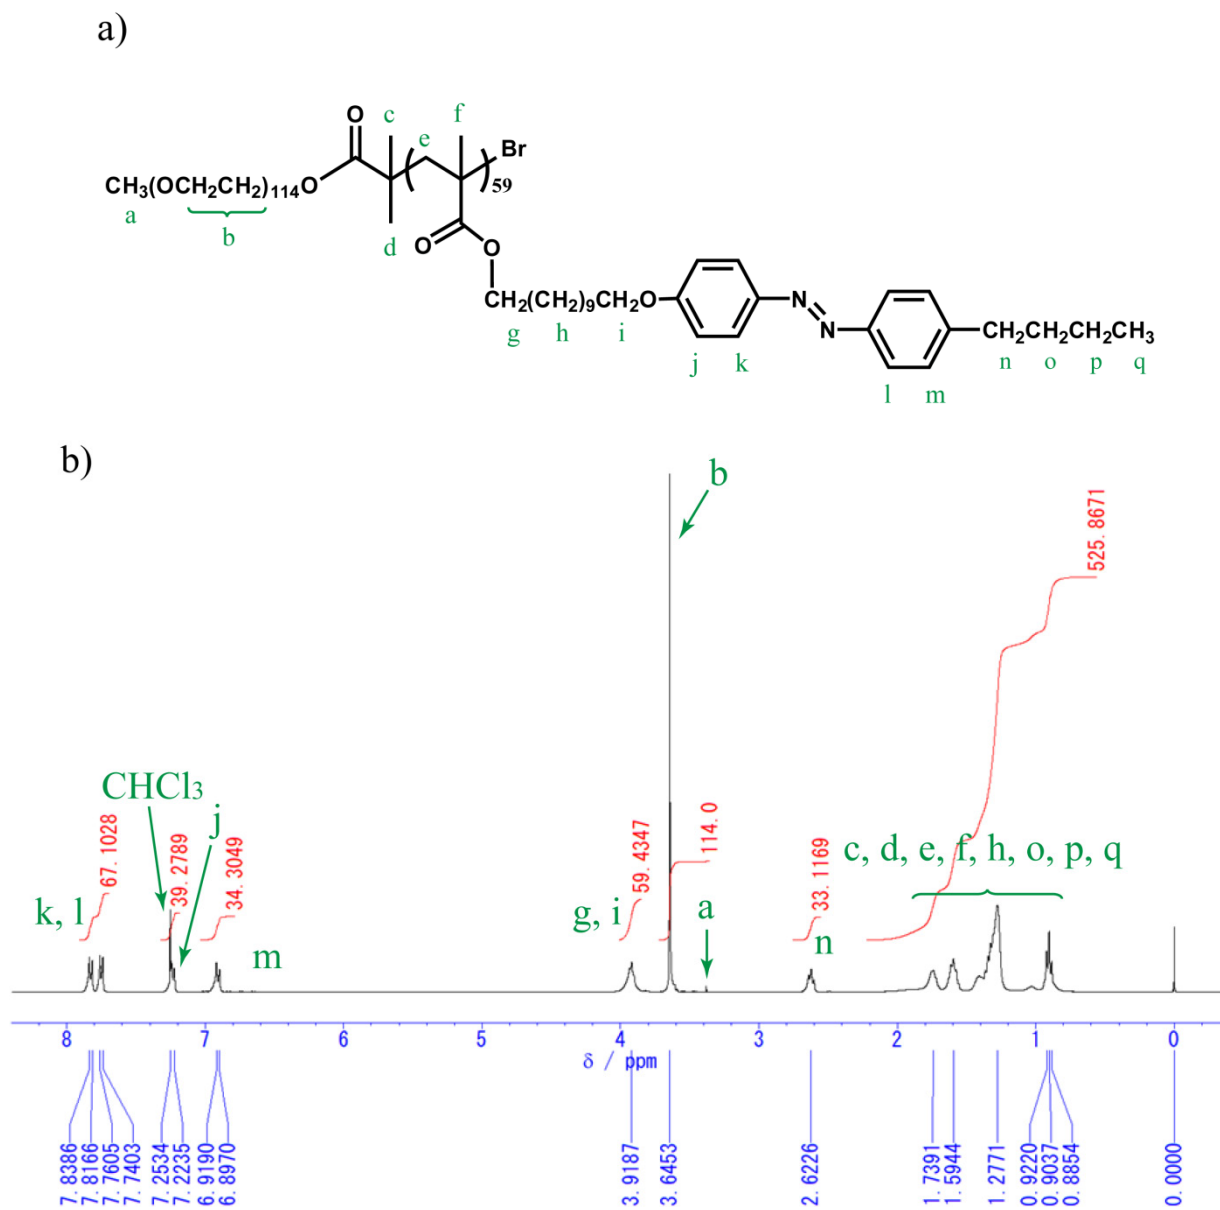 a)
O
c
f
e
Br
59
CH3(OCH2CH2)114O
a
b
d
O
O
CH2(CH2)9CH2O
N
N
CH2CH2CH2CH3
g
h
i
j
k
l
m
n
o
p
q
b)
b
525.8671
CHCl3
j
67.1028
39.2789
34.3049
59.4347
114.0
33.1169
c, d, e, f, h, o, p, q
k, l
m
g, i
a
n
8 7 6 5 4 3 2 1 0
δ / ppm
7.8386
7.8166
7.7605
7.7403
7.2534
7.2235
6.9190
6.8970
3.9187
3.6453
2.6226
1.7391
1.5944
1.2771
0.9220
0.9037
0.8854
0.0000